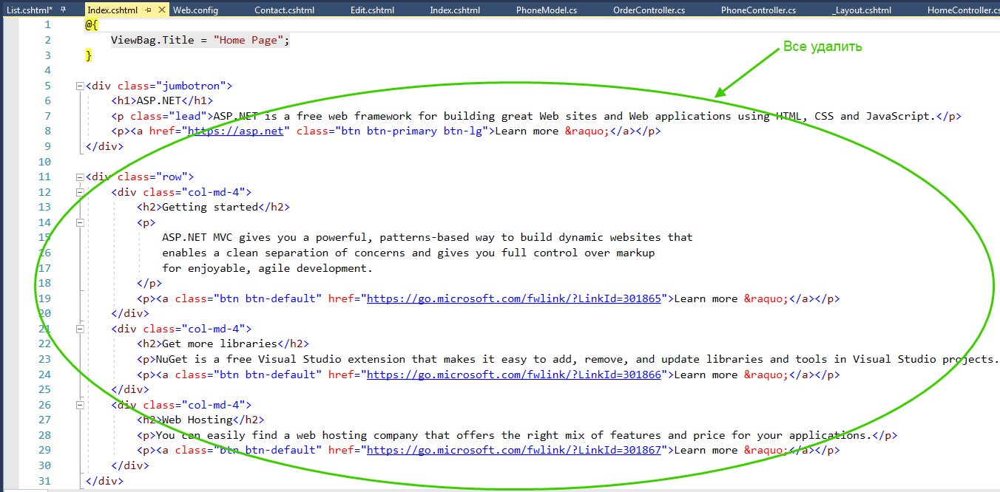 List.cshtml* Index.cshtml Web.config Contact.cshtml Edit.cshtml Index.cshtml PhoneModel.cs OrderController.cs PhoneController.cs _Layout.cshtml HomeController.cs
1 @{
2 ViewBag.Title = "Home Page";
Все удалить
3 }
4
5 <div class="jumbotron">
6 <h1>ASP.NET</h1>
7 <p class="lead">ASP.NET is a free web framework for building great Web sites and Web applications using HTML, CSS and JavaScript.</p>
8 <p><a href="https://asp.net" class="btn btn-primary btn-lg">Learn more &raquo;</a></p>
9 </div>
10
11 <div class="row">
12 <div class="col-md-4">
13 <h2>Getting started</h2>
14 <p>
15 ASP.NET MVC gives you a powerful, patterns-based way to build dynamic websites that
16 enables a clean separation of concerns and gives you full control over markup
17 for enjoyable, agile development.
18 </p>
19 <p><a class="btn btn-default" href="https://go.microsoft.com/fwlink/?LinkId=301865">Learn more &raquo;</a></p>
20 </div>
21 <div class="col-md-4">
22 <h2>Get more libraries</h2>
23 <p>NuGet is a free Visual Studio extension that makes it easy to add, remove, and update libraries and tools in Visual Studio projects.
24 <p><a class="btn btn-default" href="https://go.microsoft.com/fwlink/?LinkId=301866">Learn more &raquo;</a></p>
25 </div>
26 <div class="col-md-4">
27 <h2>Web Hosting</h2>
28 <p>You can easily find a web hosting company that offers the right mix of features and price for your applications.</p>
29 <p><a class="btn btn-default" href="https://go.microsoft.com/fwlink/?LinkId=301867">Learn more &raquo;</a></p>
30 </div>
31 </div>